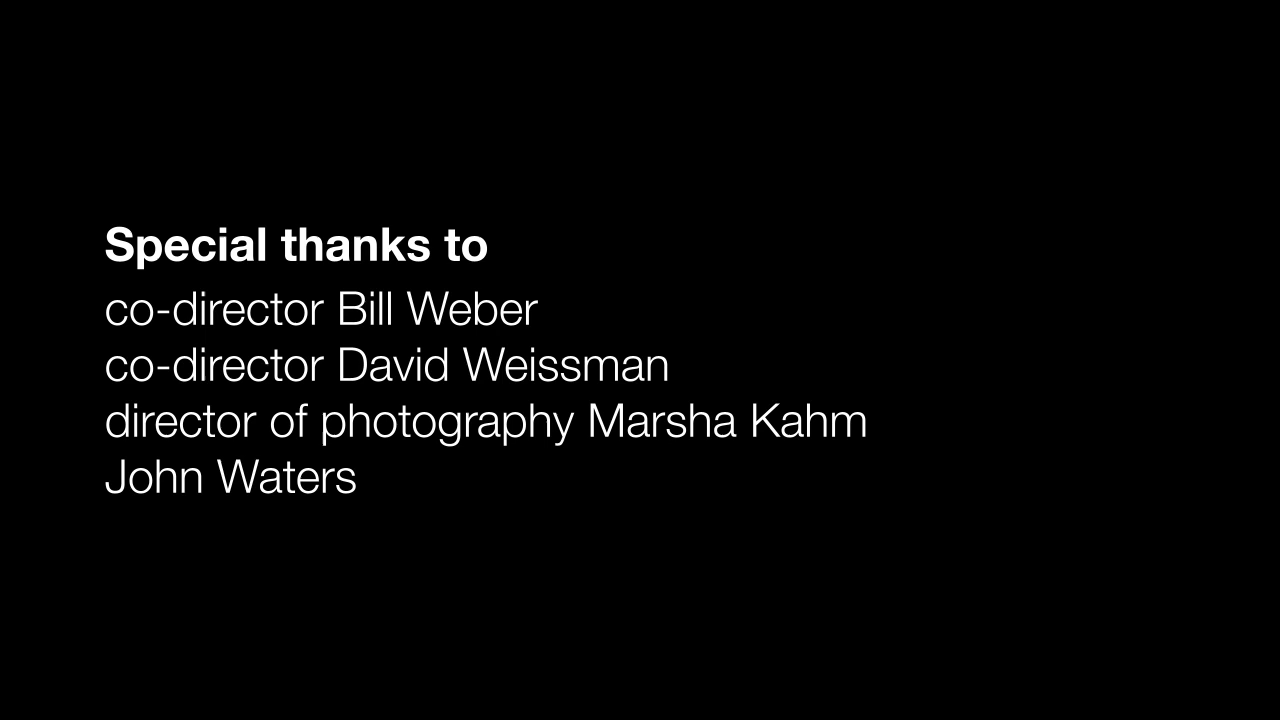 Special thanks to
co-director Bill Weber
co-director David Weissman
director of photography Marsha Kahm
John Waters